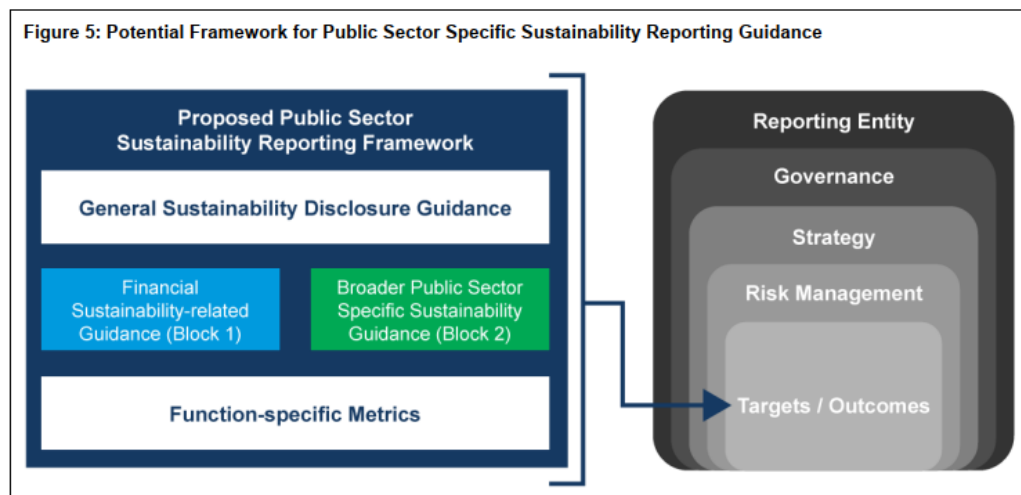 Figure 5: Potential Framework for Public Sector Specific Sustainability Reporting Guidance
Proposed Public Sector
Sustainability Reporting Framework
General Sustainability Disclosure Guidance
Financial
Sustainability-related
Guidance (Block 1)
Broader Public Sector
Specific Sustainability
Guidance (Block 2)
Function-specific Metrics
Reporting Entity
Governance
Strategy
Risk Management
Targets / Outcomes